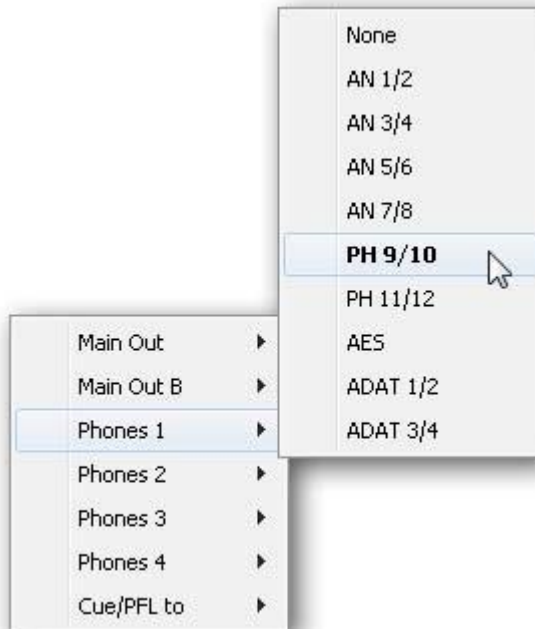 None
AN 1/2
AN 3/4
AN 5/6
AN 7/8
PH 9/10
PH 11/12
AES
ADAT 1/2
ADAT 3/4
Main Out
Main Out B
Phones 1
Phones 2
Phones 3
Phones 4
Cue/PFL to